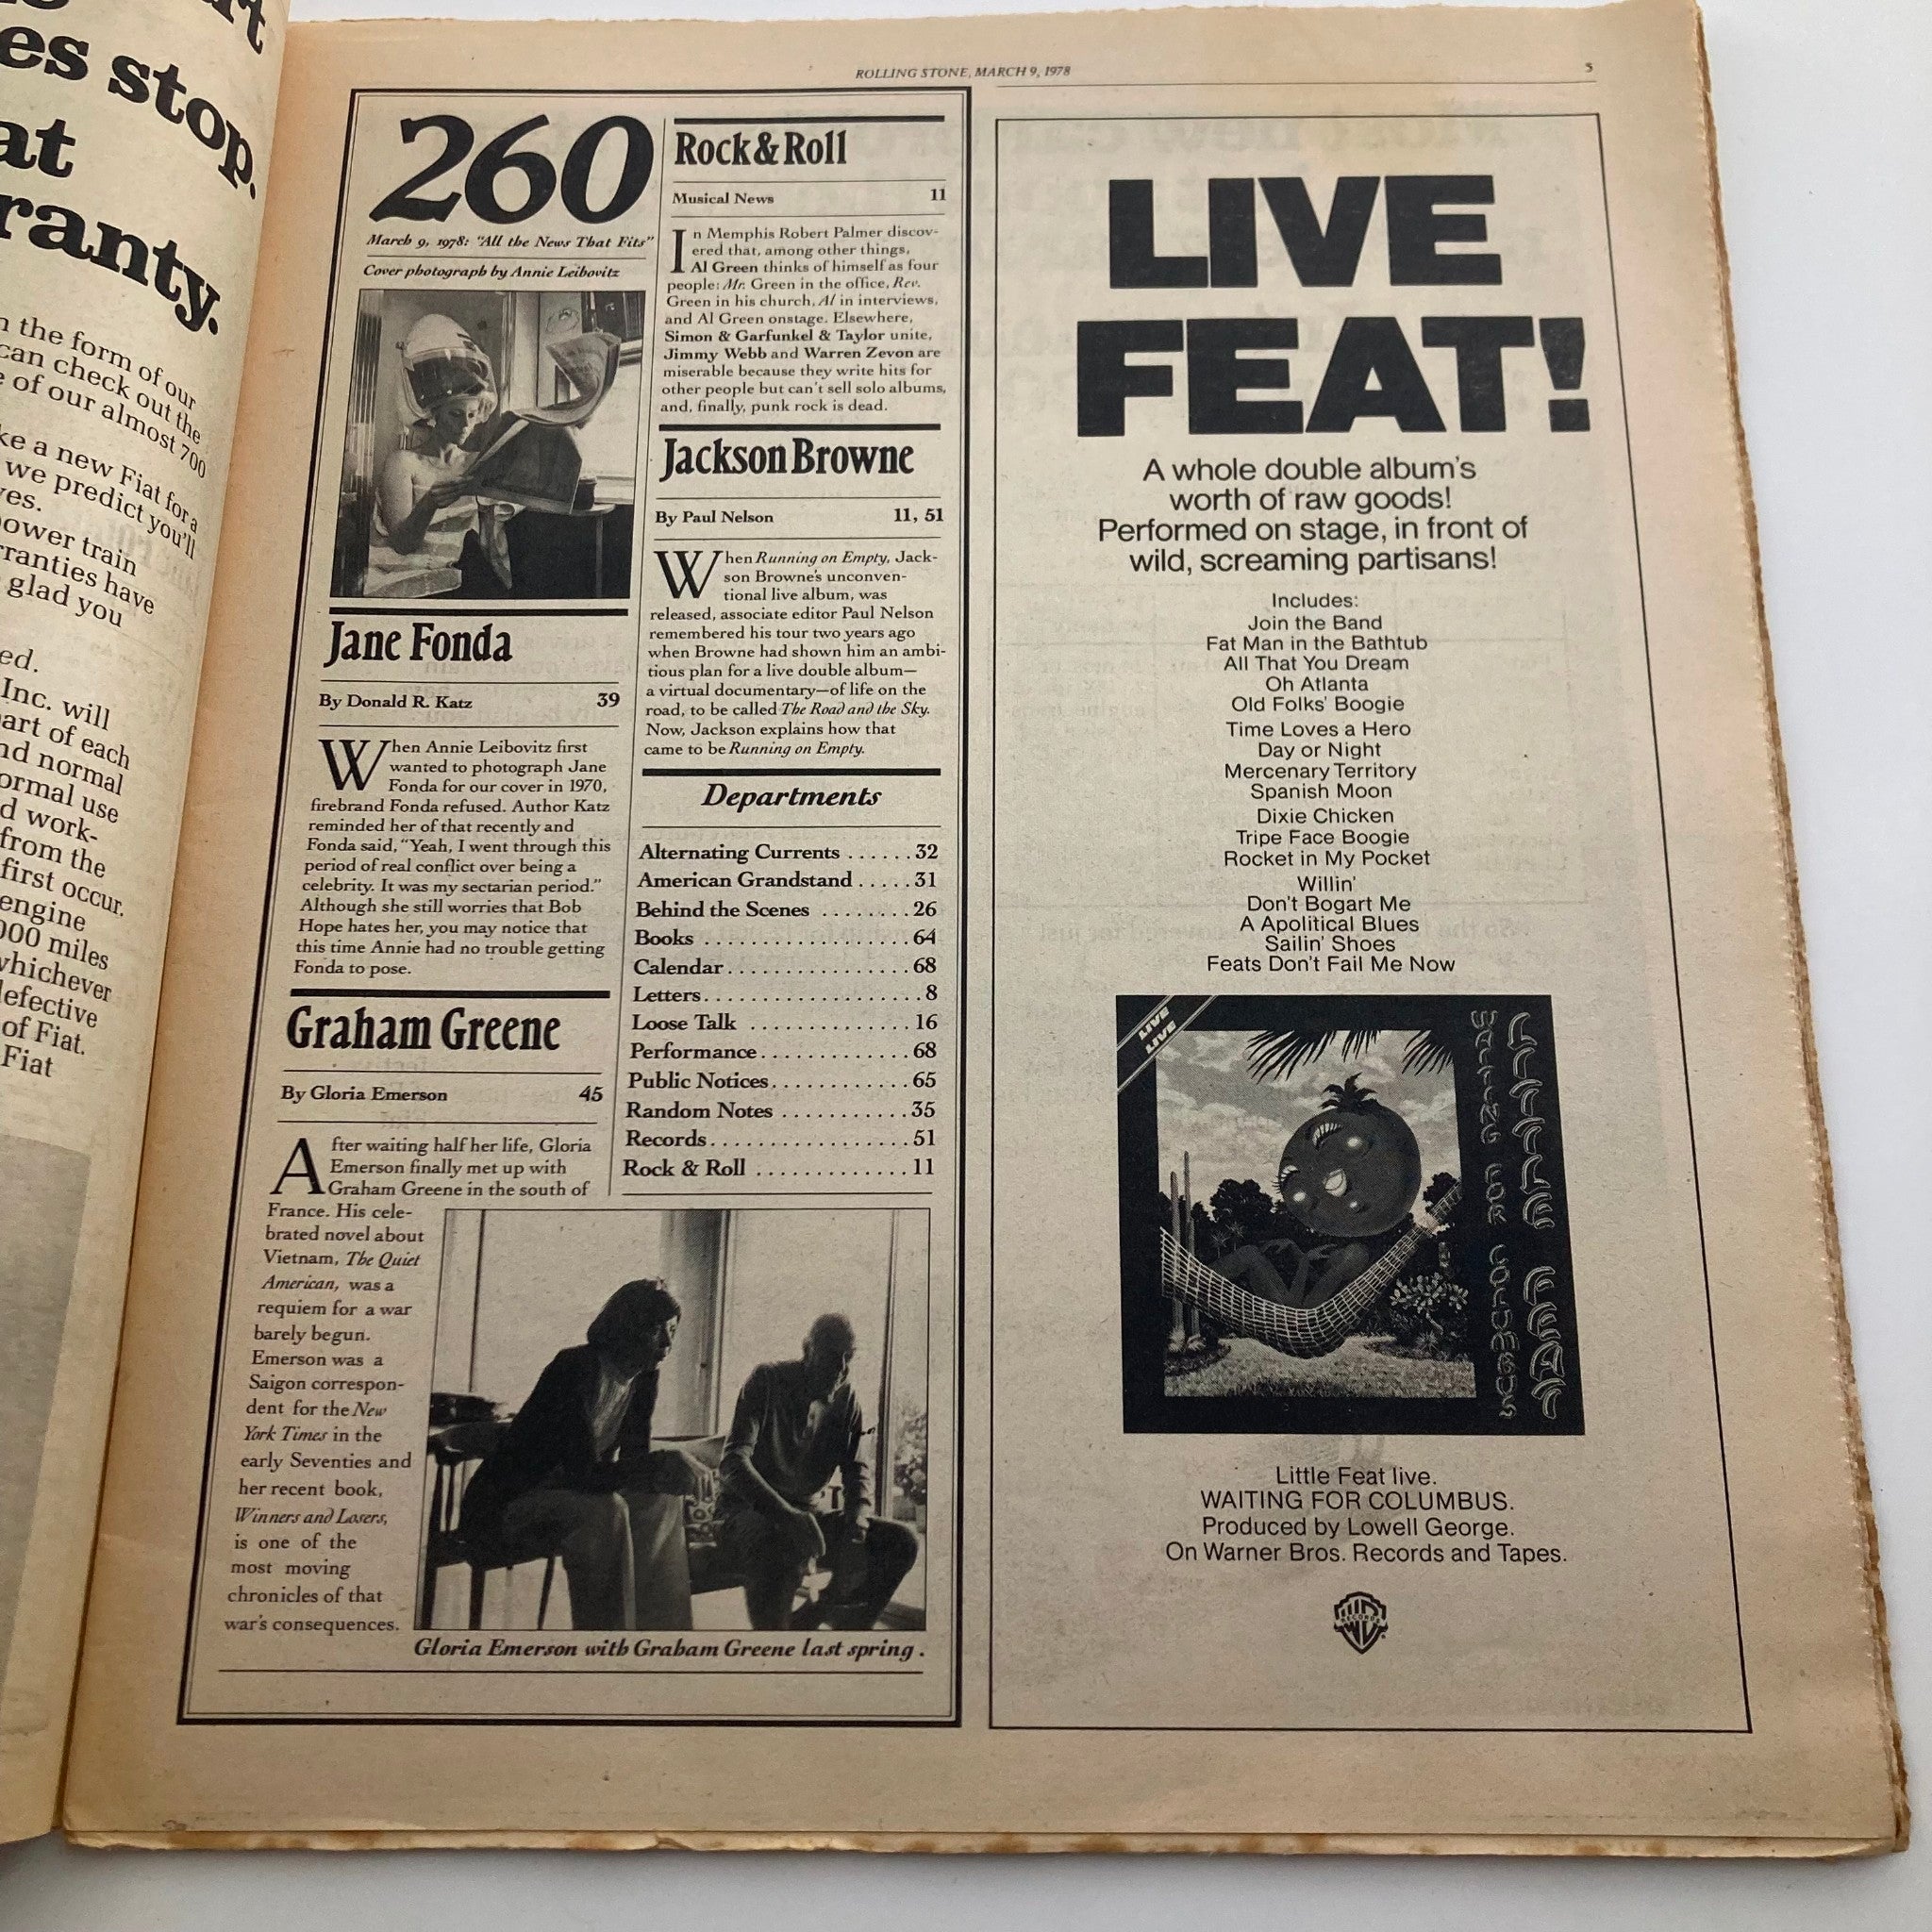 rt
es stop.
at
ranty.
n the form of our
can check out the
e of our almost 700
ke a new Fiat for a
we predict you'll
ves.
power train
rranties have
glad you
ed.
Inc. will
part of each
nd normal
ormal use
d work-
from the
first occur.
engine
000 miles
whichever
defective
of Fiat.
Fiat
ROLLING STONE, MARCH 9, 1978
5
260
March 9, 1978: "All the News That Fits"
Cover photograph by Annie Leibovitz
Jane Fonda
By Donald R. Katz 39
When Annie Leibovitz first
wanted to photograph Jane
Fonda for our cover in 1970,
firebrand Fonda refused. Author Katz
reminded her of that recently and
Fonda said, "Yeah, I went through this
period of real conflict over being a
celebrity. It was my sectarian period."
Although she still worries that Bob
Hope hates her, you may notice that
this time Annie had no trouble getting
Fonda to pose.
Graham Greene
By Gloria Emerson 45
After waiting half her life, Gloria
Emerson finally met up with
Graham Greene in the south of
France. His cele-
brated novel about
Vietnam, The Quiet
American, was a
requiem for a war
barely begun.
Emerson was a
Saigon correspon-
dent for the New
York Times in the
early Seventies and
her recent book,
Winners and Losers,
is one of the
most moving
chronicles of that
war's consequences.
Rock & Roll
Musical News 11
In Memphis Robert Palmer discov-
ered that, among other things,
Al Green thinks of himself as four
people: Mr. Green in the office, Rev.
Green in his church, Al in interviews,
and Al Green onstage. Elsewhere,
Simon & Garfunkel & Taylor unite,
Jimmy Webb and Warren Zevon are
miserable because they write hits for
other people but can't sell solo albums,
and, finally, punk rock is dead.
Jackson Browne
By Paul Nelson 11, 51
When Running on Empty, Jack-
son Browne's unconven-
tional live album, was
released, associate editor Paul Nelson
remembered his tour two years ago
when Browne had shown him an ambi-
tious plan for a live double album—
a virtual documentary—of life on the
road, to be called The Road and the Sky.
Now, Jackson explains how that
came to be Running on Empty.
Departments
Alternating Currents ...... 32
American Grandstand ..... 31
Behind the Scenes ........ 26
Books .................. 64
Calendar ................ 68
Letters .................... 8
Loose Talk .............. 16
Performance ............. 68
Public Notices ............ 65
Random Notes ........... 35
Records .................. 51
Rock & Roll ............. 11
Gloria Emerson with Graham Greene last spring.
LIVE
FEAT!
A whole double album's
worth of raw goods!
Performed on stage, in front of
wild, screaming partisans!
Includes:
Join the Band
Fat Man in the Bathtub
All That You Dream
Oh Atlanta
Old Folks' Boogie
Time Loves a Hero
Day or Night
Mercenary Territory
Spanish Moon
Dixie Chicken
Tripe Face Boogie
Rocket in My Pocket
Willin'
Don't Bogart Me
A Apolitical Blues
Sailin' Shoes
Feats Don't Fail Me Now
LIVE
LIVE
LITTLE FEAT
WAITING FOR COLUMBUS
Little Feat live.
WAITING FOR COLUMBUS.
Produced by Lowell George.
On Warner Bros. Records and Tapes.
RECORDS